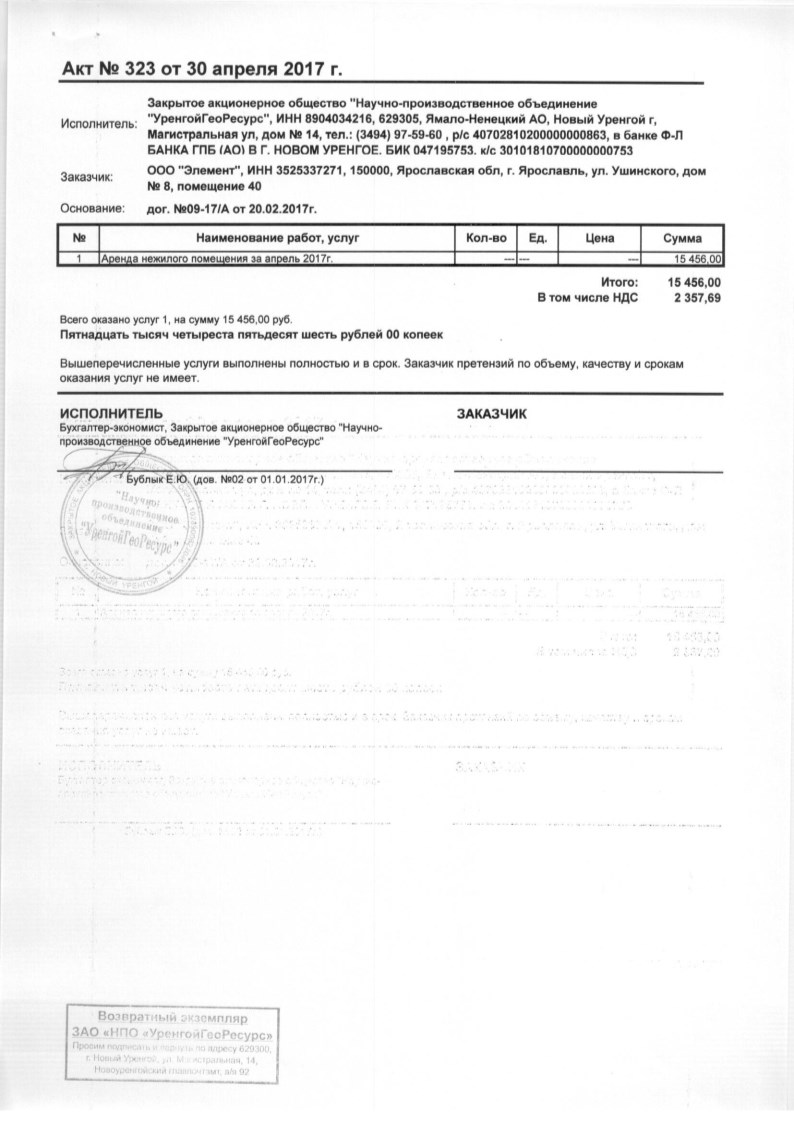 Акт № 323 от 30 апреля 2017 г.
Исполнитель:
Закрытое акционерное общество "Научно-производственное объединение
"УренгойГеоРесурс", ИНН 8904034216, 629305, Ямало-Ненецкий АО, Новый Уренгой г,
Магистральная ул, дом № 14, тел.: (3494) 97-59-60 , р/с 40702810200000000863, в банке Ф-Л
БАНКА ГПБ (АО) В Г. НОВОМ УРЕНГОЕ. БИК 047195753. к/с 30101810700000000753
Заказчик:
ООО "Элемент", ИНН 3525337271, 150000, Ярославская обл, г. Ярославль, ул. Ушинского, дом
№ 8, помещение 40
Основание: дог. №09-17/А от 20.02.2017г.
№ Наименование работ, услуг Кол-во Ед. Цена Сумма
1 Аренда нежилого помещения за апрель 2017г. --- --- --- 15 456,00
Итого: 15 456,00
В том числе НДС 2 357,69
Всего оказано услуг 1, на сумму 15 456,00 руб.
Пятнадцать тысяч четыреста пятьдесят шесть рублей 00 копеек
Вышеперечисленные услуги выполнены полностью и в срок. Заказчик претензий по объему, качеству и срокам
оказания услуг не имеет.
ИСПОЛНИТЕЛЬ ЗАКАЗЧИК
Бухгалтер-экономист, Закрытое акционерное общество "Научно-
производственное объединение "УренгойГеоРесурс"
Бублык Е.Ю. (дов. №02 от 01.01.2017г.)
"Научно
производственное
объединение
"УренгойГеоРесурс"
НОВЫЙ УРЕНГОЙ
Возвратный экземпляр
ЗАО «НПО «УренгойГеоРесурс»
Просим подписать и вернуть по адресу 629300,
г. Новый Уренгой, ул. Магистральная, 14,
Новоуренгойский главпочтамт, а/я 92